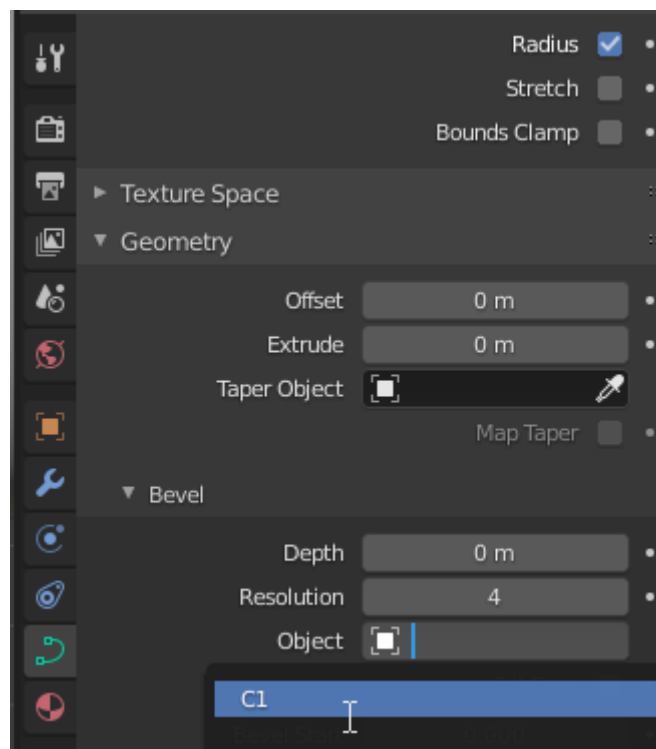 Radius
Stretch
Bounds Clamp
Texture Space
Geometry
Offset 0 m
Extrude 0 m
Taper Object
Map Taper
Bevel
Depth 0 m
Resolution 4
Object
C1